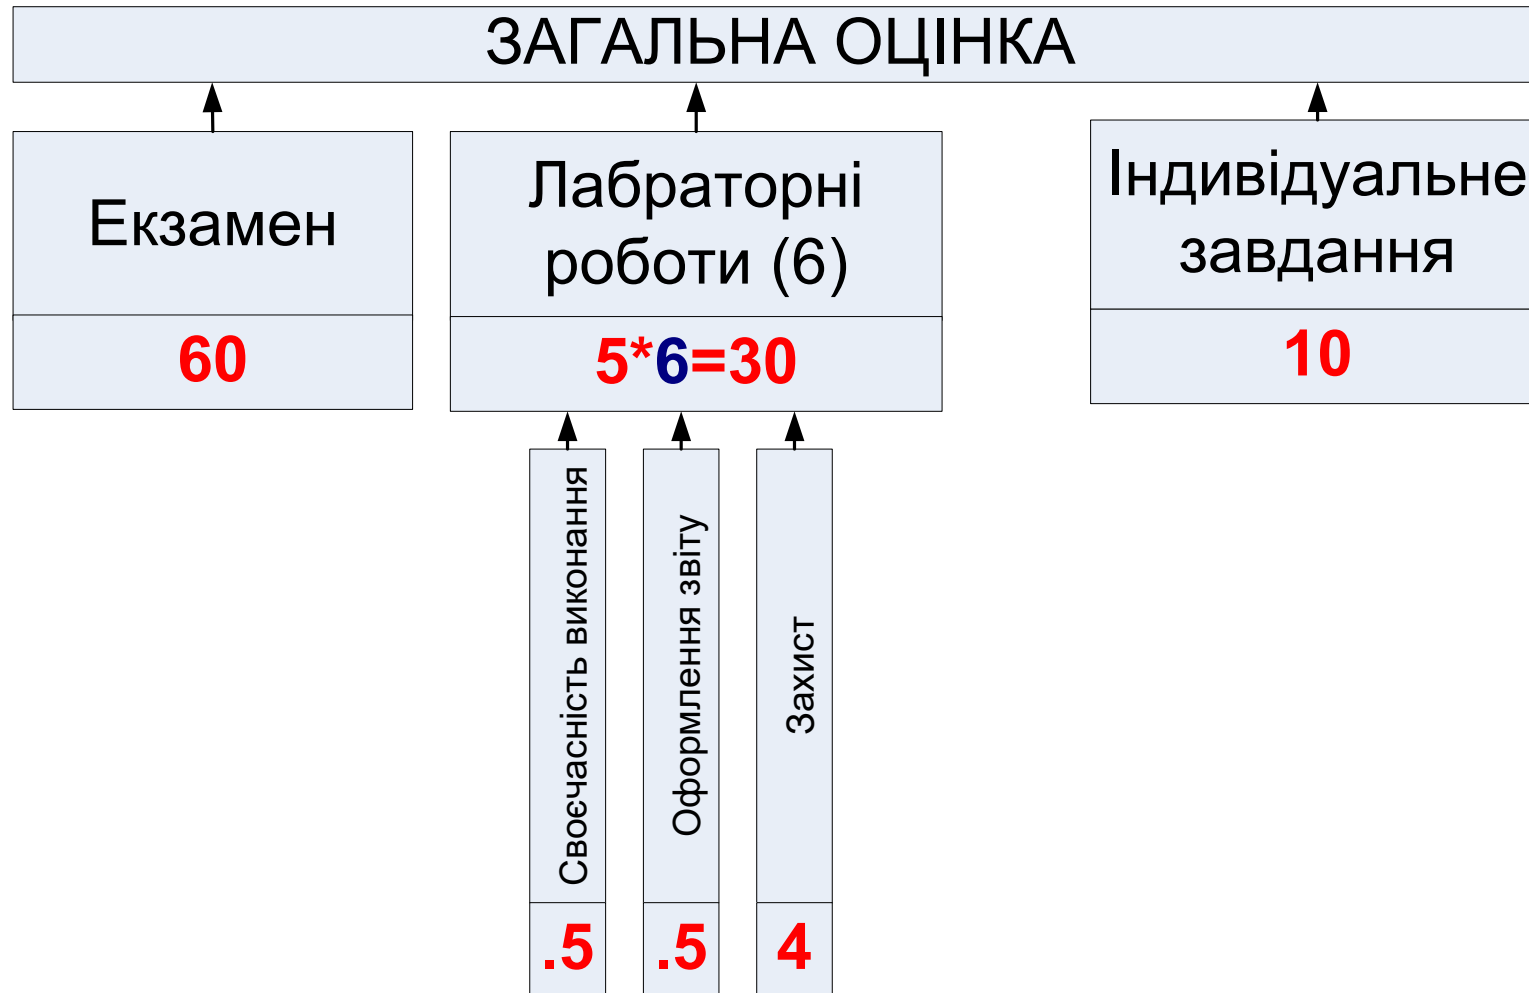 ЗАГАЛЬНА ОЦІНКА
Екзамен
60
Лабраторні
роботи (6)
5*6=30
Індивідуальне
завдання
10
Своєчасність виконання
.5
Оформлення звіту
.5
Захист
4